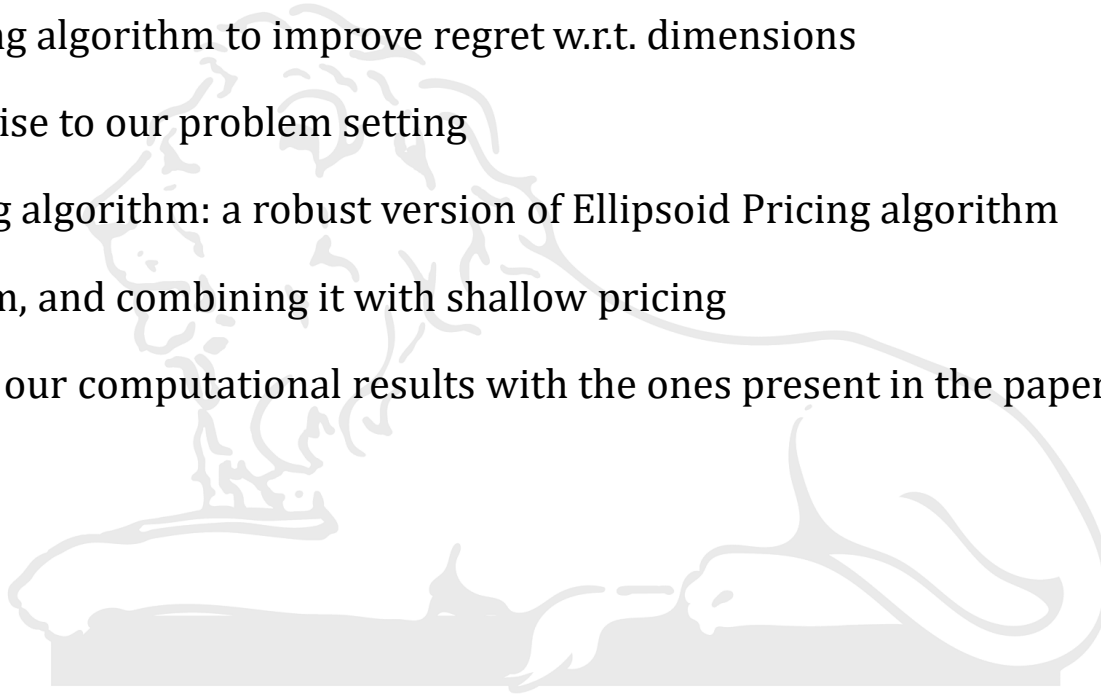 ng algorithm to improve regret w.r.t. dimensions
ise to our problem setting
g algorithm: a robust version of Ellipsoid Pricing algorithm
m, and combining it with shallow pricing
our computational results with the ones present in the paper